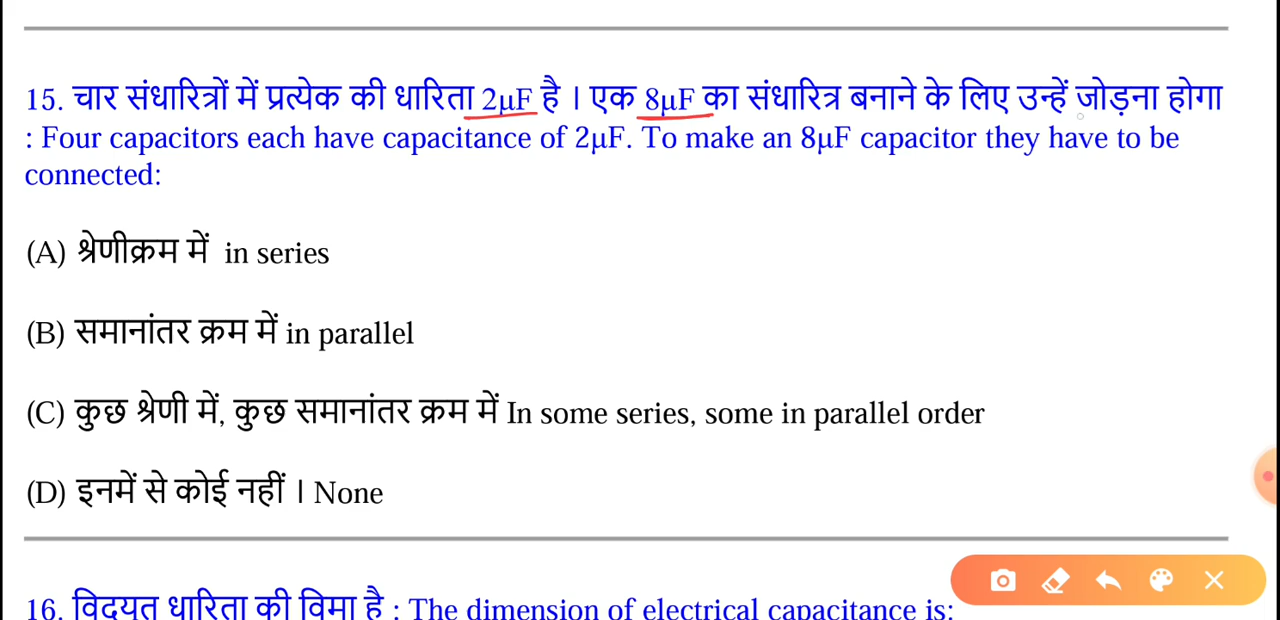 15. चार संधारित्रों में प्रत्येक की धारिता 2μF है । एक 8μF का संधारित्र बनाने के लिए उन्हें जोड़ना होगा
: Four capacitors each have capacitance of 2μF. To make an 8μF capacitor they have to be
connected:
(A) श्रेणीक्रम में in series
(B) समानांतर क्रम में in parallel
(C) कुछ श्रेणी में, कुछ समानांतर क्रम में In some series, some in parallel order
(D) इनमें से कोई नहीं । None
16. विद्युत धारिता की विमा है : The dimension of electrical capacitance is: